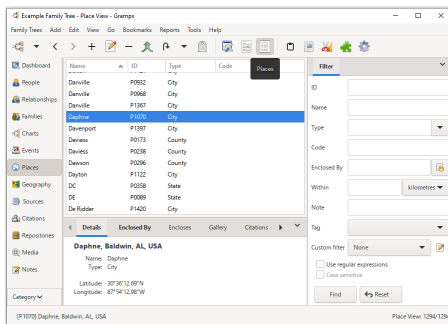 Example Family Tree - Place View - Gramps
Family Trees Add Edit View Go Bookmarks Reports Tools Help
Places
Dashboard
People
Relationships
Families
Charts
Events
Places
Geography
Sources
Citations
Repositories
Media
Notes
Category
Name ID Type Code
Danville P0932 City
Danville P0968 City
Danville P1367 City
Daphne P1070 City
Davenport P1397 City
Daviess P0173 County
Daviess P0238 County
Dawson P0296 County
Dayton P1122 City
DC P0358 State
DE P0089 State
De Ridder P1420 City
Details Enclosed By Encloses Gallery Citations
Daphne, Baldwin, AL, USA
Name: Daphne
Type: City
Latitude: 30°36'12.69"N
Longitude: 87°54'12.98"W
Filter
ID
Name
Type
Code
Enclosed By
Within kilometres
Note
Tag
Custom filter None
Use regular expressions
Case sensitive
Find Reset
[P1070] Daphne, Baldwin, AL, USA
Place View: 1294/1294